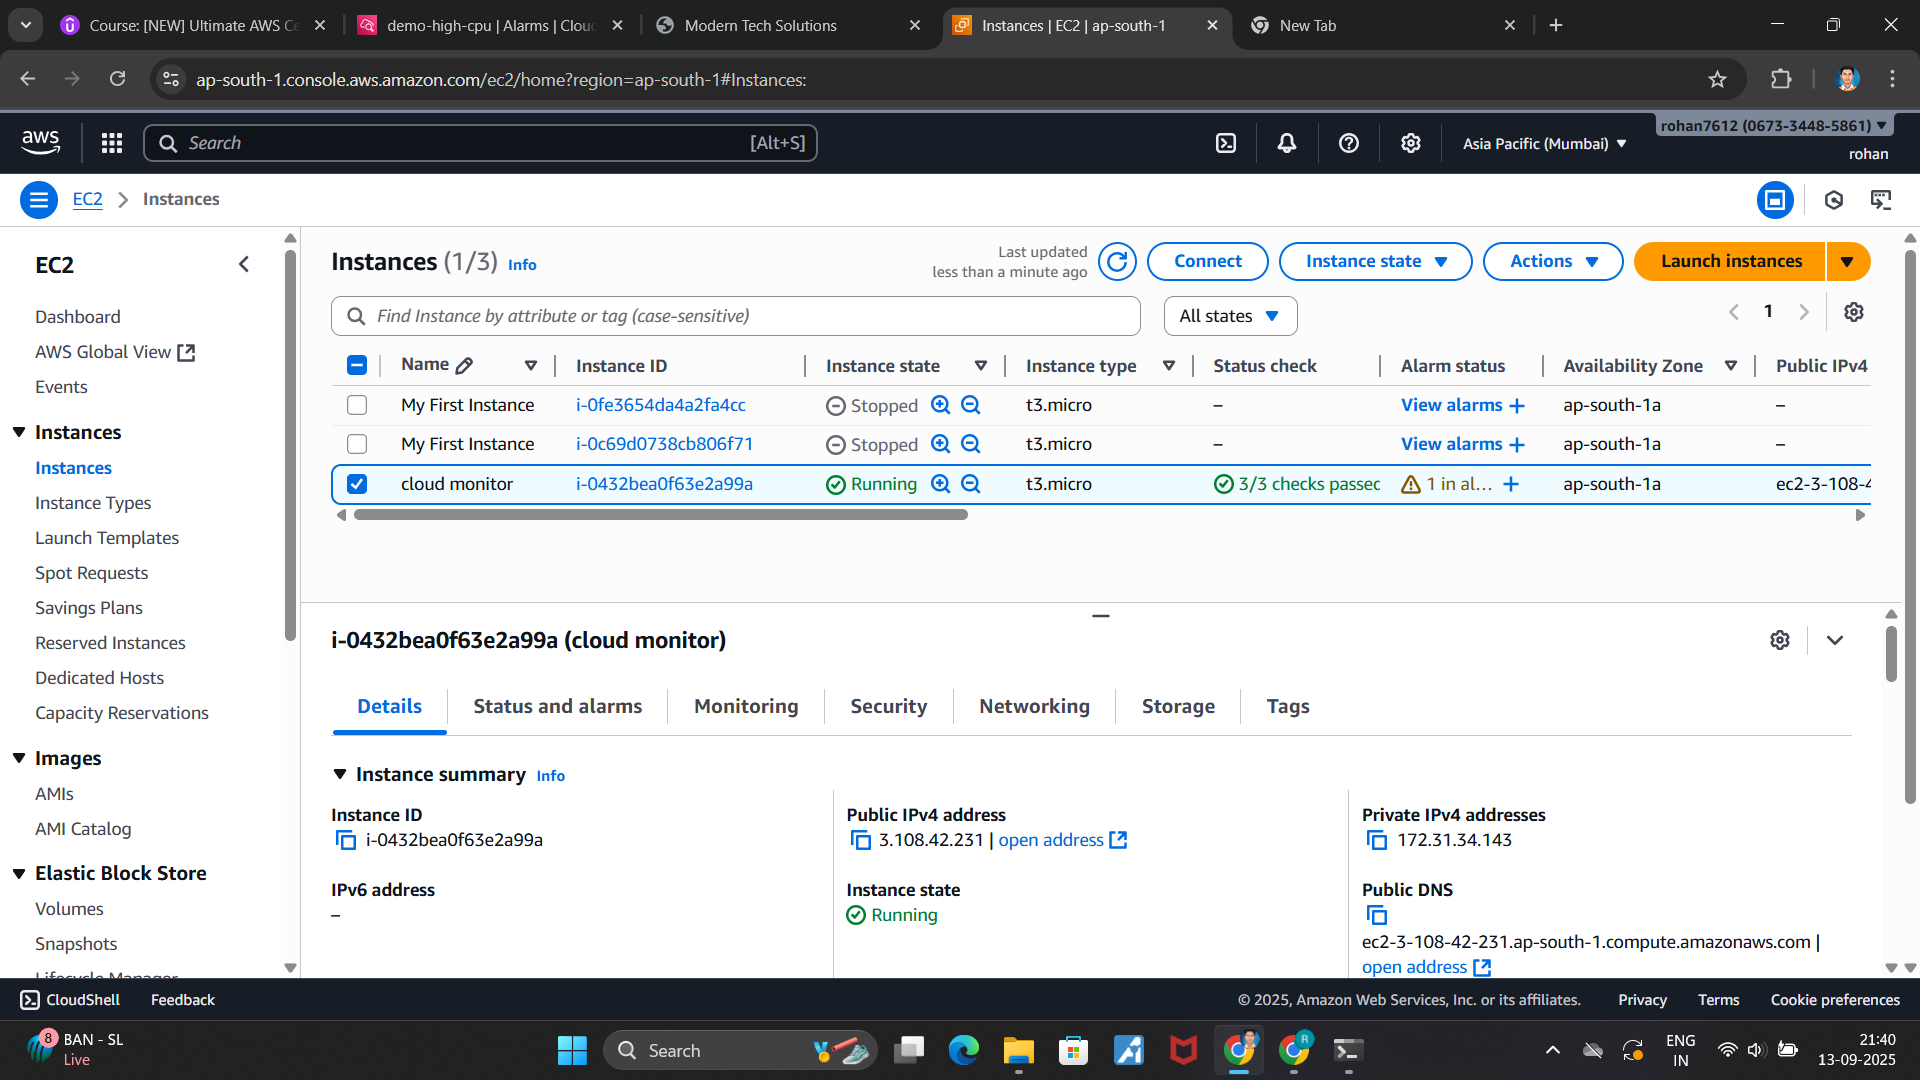 Course: [NEW] Ultimate AWS Ce
demo-high-cpu | Alarms | Cloud
Modern Tech Solutions
Instances | EC2 | ap-south-1
New Tab
ap-south-1.console.aws.amazon.com/ec2/home?region=ap-south-1#Instances:
aws
Search
[Alt+S]
Asia Pacific (Mumbai)
rohan7612 (0673-3448-5861)
rohan
EC2
Instances
EC2
Dashboard
AWS Global View
Events
Instances
Instances
Instance Types
Launch Templates
Spot Requests
Savings Plans
Reserved Instances
Dedicated Hosts
Capacity Reservations
Images
AMIs
AMI Catalog
Elastic Block Store
Volumes
Snapshots
Lifecycle Manager
Instances (1/3) Info
Last updated
less than a minute ago
Connect
Instance state
Actions
Launch instances
Find Instance by attribute or tag (case-sensitive)
All states
1
Name Instance ID Instance state Instance type Status check Alarm status Availability Zone Public IPv4
My First Instance i-0fe3654da4a2fa4cc Stopped t3.micro – View alarms + ap-south-1a –
My First Instance i-0c69d0738cb806f71 Stopped t3.micro – View alarms + ap-south-1a –
cloud monitor i-0432bea0f63e2a99a Running t3.micro 3/3 checks passed 1 in al... + ap-south-1a ec2-3-108-4
i-0432bea0f63e2a99a (cloud monitor)
Details
Status and alarms
Monitoring
Security
Networking
Storage
Tags
Instance summary Info
Instance ID
i-0432bea0f63e2a99a
IPv6 address
–
Public IPv4 address
3.108.42.231 | open address
Instance state
Running
Private IPv4 addresses
172.31.34.143
Public DNS
ec2-3-108-42-231.ap-south-1.compute.amazonaws.com |
open address
CloudShell
Feedback
© 2025, Amazon Web Services, Inc. or its affiliates.
Privacy
Terms
Cookie preferences
8
BAN - SL
Live
Search
R
ENG
IN
21:40
13-09-2025